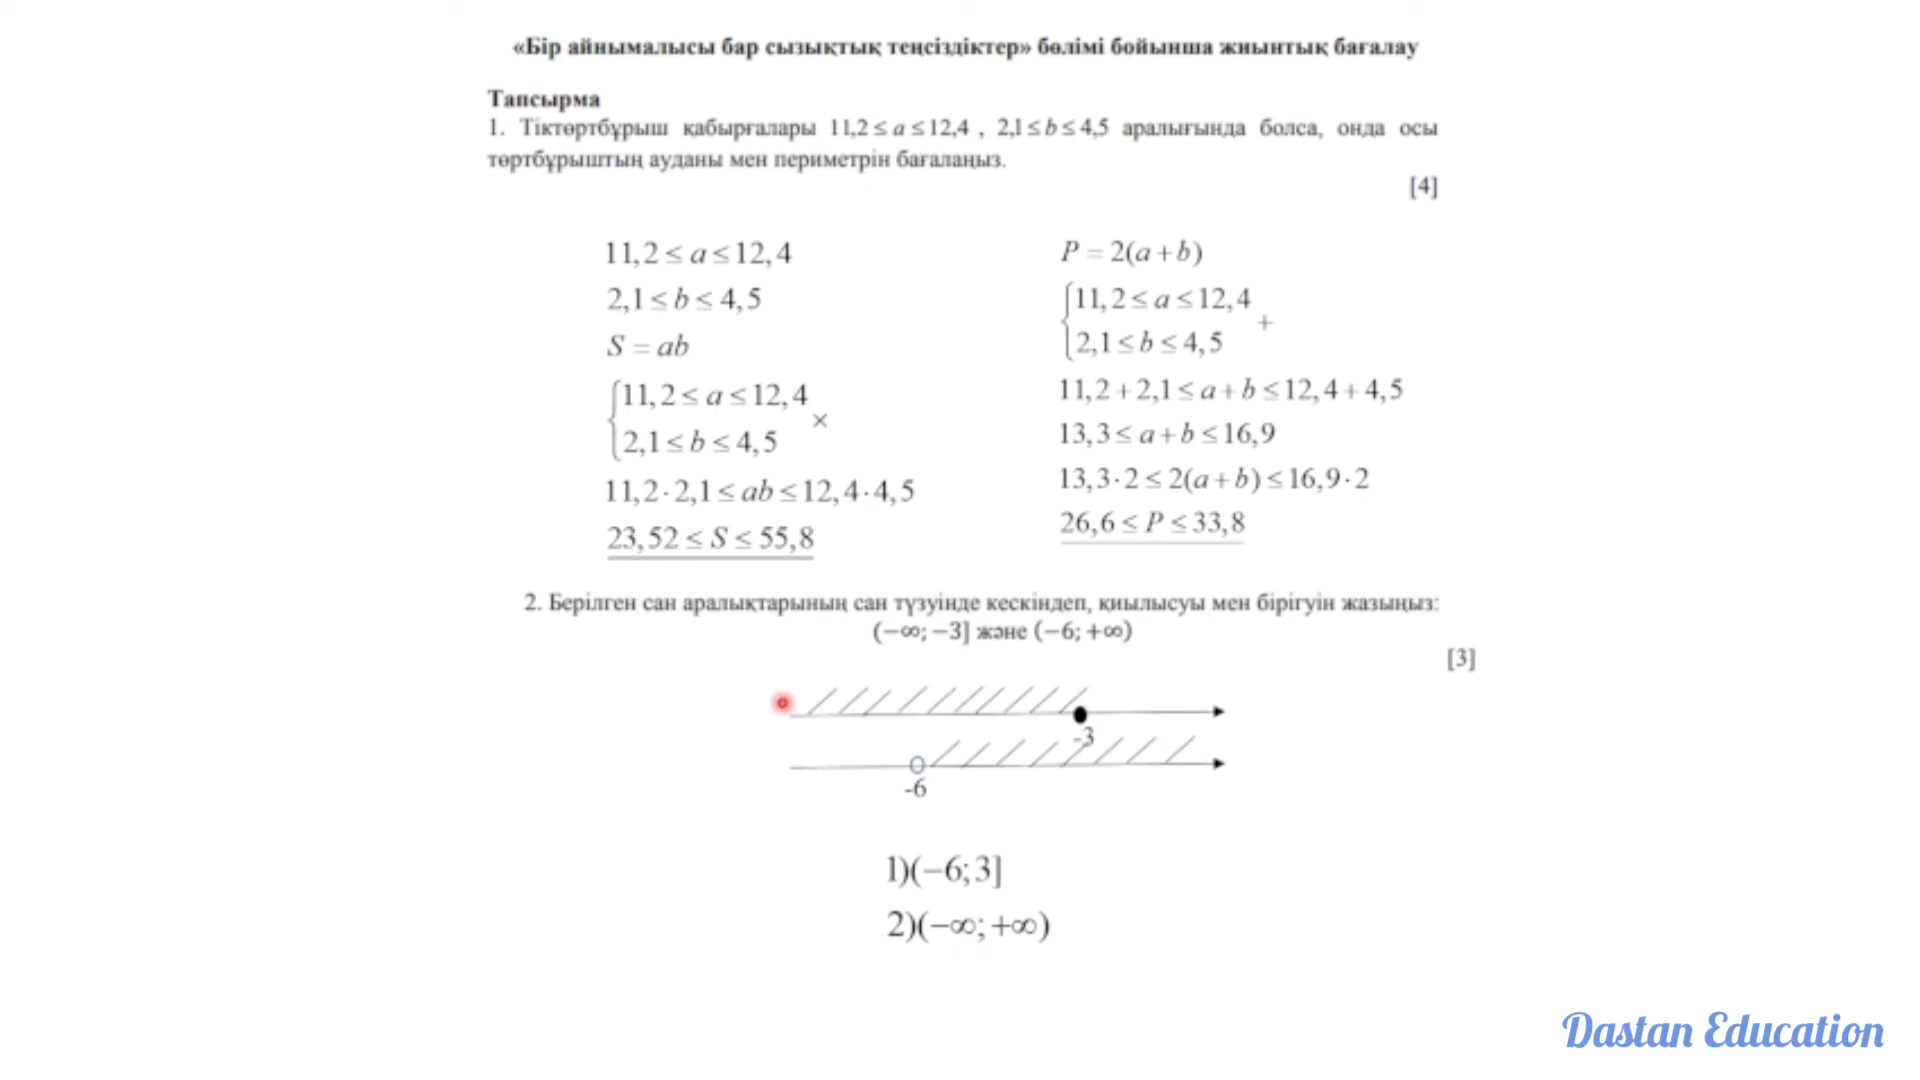 «Бір айнымалысы бар сызықтық теңсіздіктер» бөлімі бойынша жиынтық бағалау
Тапсырма
1. Тіктөртбұрыш қабырғалары 11,2 ≤ a ≤ 12,4 , 2,1 ≤ b ≤ 4,5 аралығында болса, онда осы
төртбұрыштың ауданы мен периметрін бағалаңыз.
[4]
11,2 ≤ a ≤ 12,4
2,1 ≤ b ≤ 4,5
S = ab
11,2 ≤ a ≤ 12,4
2,1 ≤ b ≤ 4,5 ×
11,2 · 2,1 ≤ ab ≤ 12,4 · 4,5
23,52 ≤ S ≤ 55,8
P = 2(a + b)
11,2 ≤ a ≤ 12,4
2,1 ≤ b ≤ 4,5 +
11,2 + 2,1 ≤ a + b ≤ 12,4 + 4,5
13,3 ≤ a + b ≤ 16,9
13,3 · 2 ≤ 2(a + b) ≤ 16,9 · 2
26,6 ≤ P ≤ 33,8
2. Берілген сан аралықтарының сан түзуінде кескіндеп, қиылысуы мен бірігуін жазыңыз:
(−∞; −3] және (−6; +∞)
[3]
-3
-6
1)(−6; 3]
2)(−∞; +∞)
Dastan Education